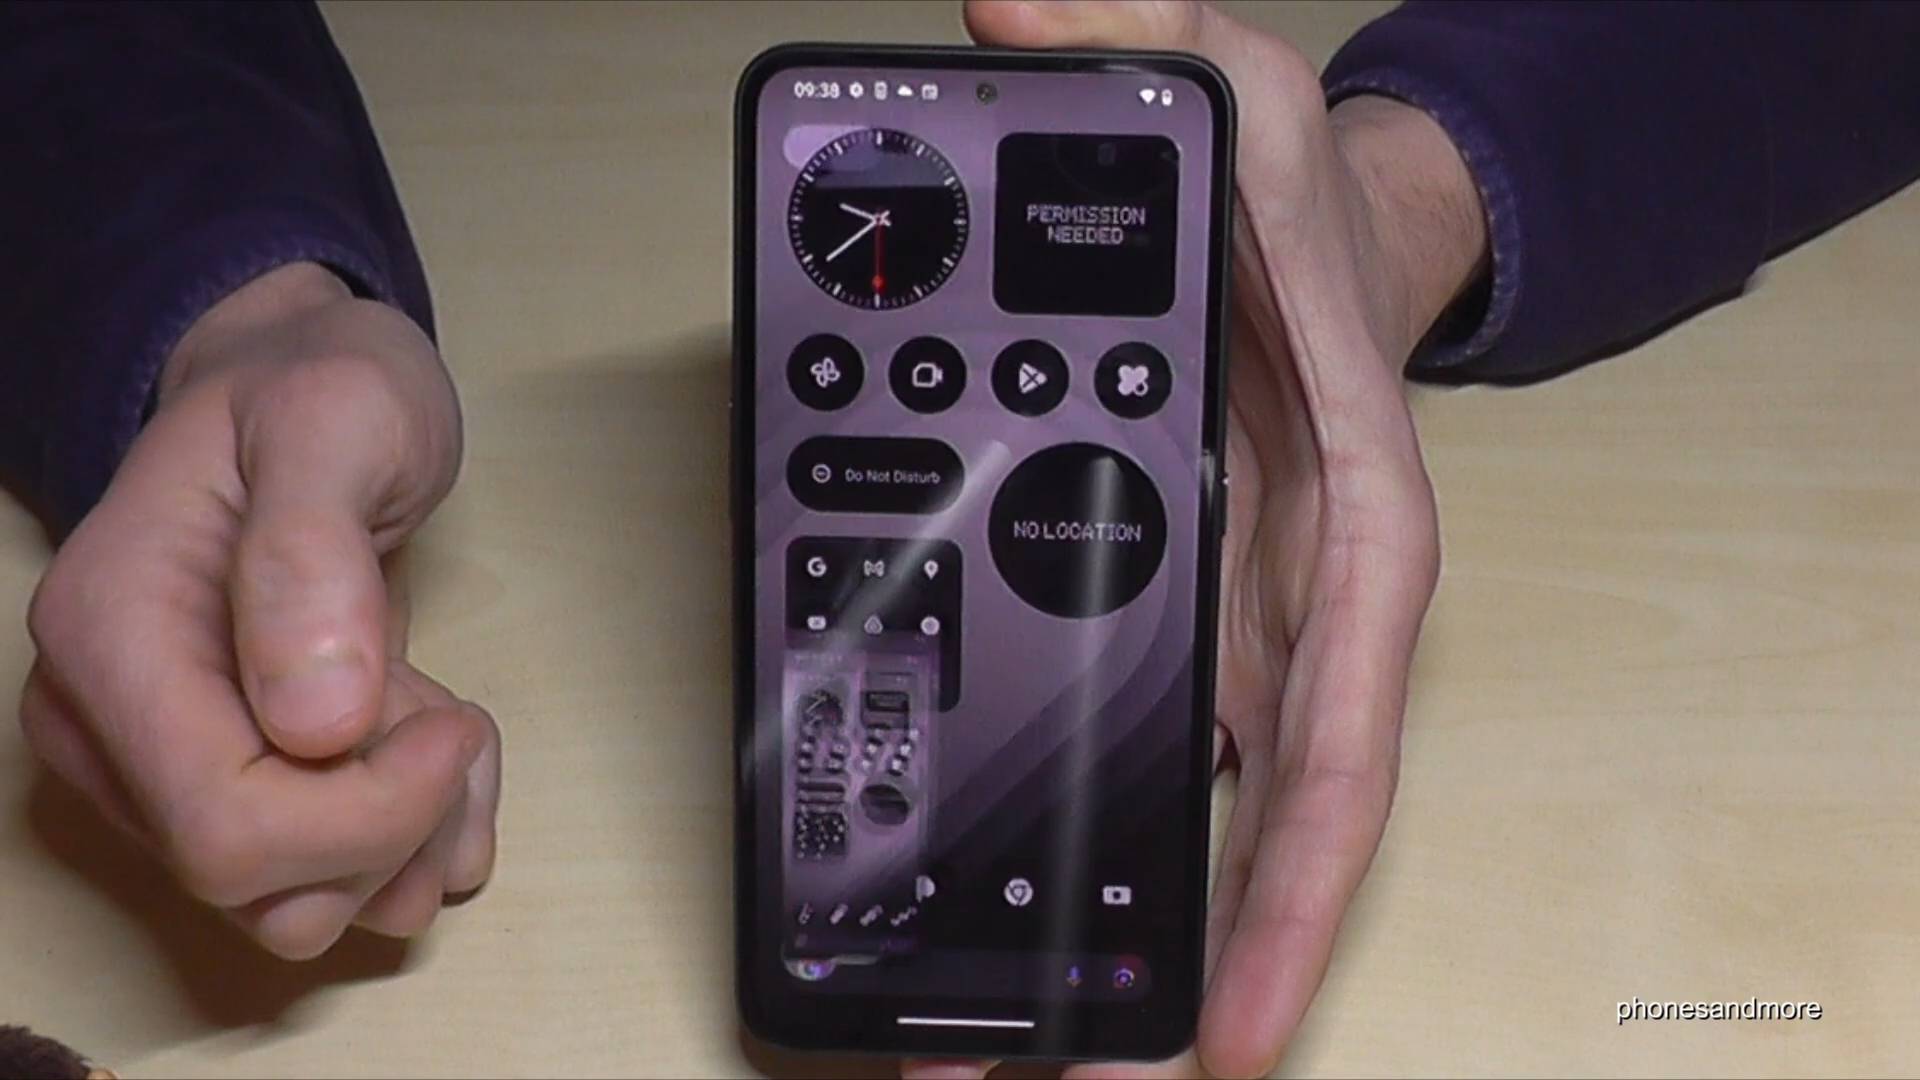 09:38
PERMISSION
NEEDED
Do Not Disturb
NO LOCATION
phonesandmore